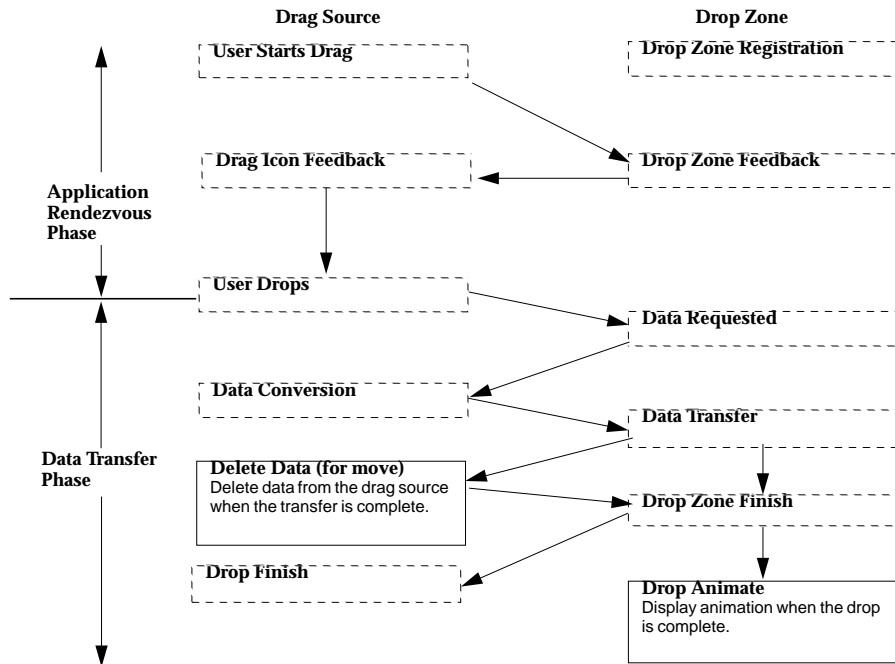 Drag Source
Drop Zone
User Starts Drag
Drop Zone Registration
Drag Icon Feedback
Drop Zone Feedback
Application
Rendezvous
Phase
User Drops
Data Requested
Data Conversion
Data Transfer
Data Transfer
Phase
Delete Data (for move)
Delete data from the drag source
when the transfer is complete.
Drop Zone Finish
Drop Finish
Drop Animate
Display animation when the drop
is complete.